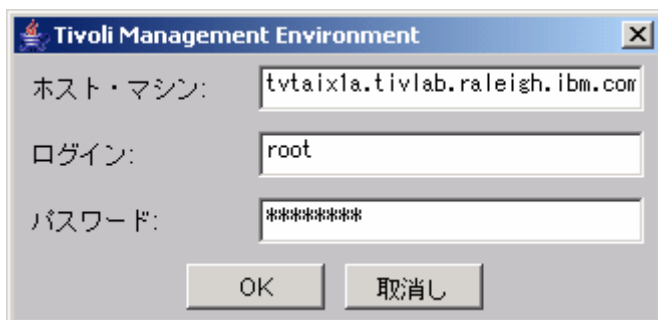 Tivoli Management Environment
ホスト・マシン: tvtaix1a.tivlab.raleigh.ibm.com
ログイン: root
パスワード: ********
OK 取消し